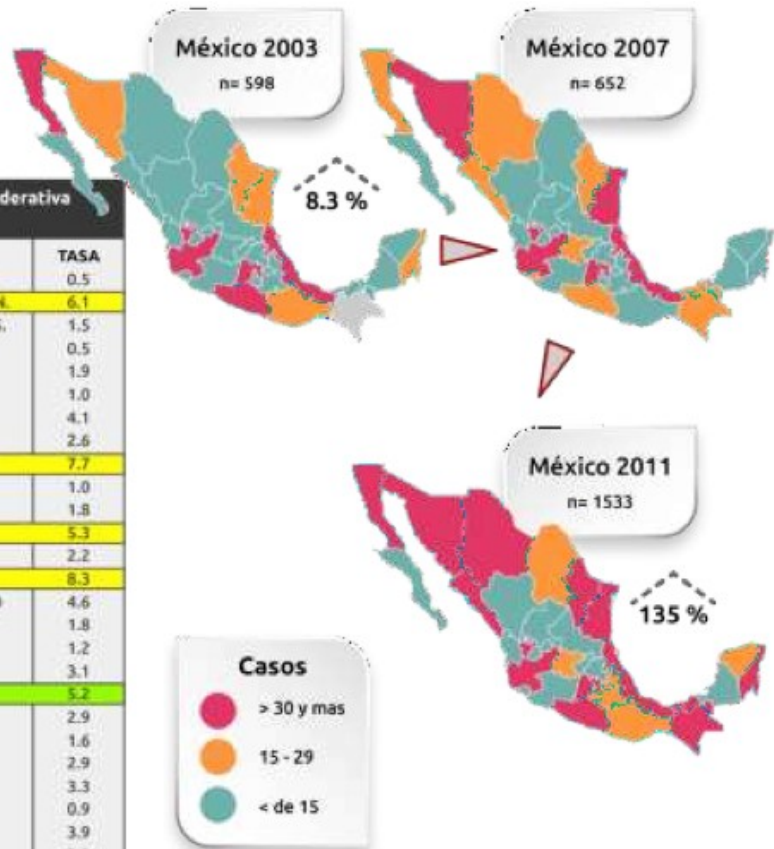 México 2003
n= 598
México 2007
n= 652
8.3 %
derativa
TASA
0.5
N. 6.1
1.5
0.5
1.9
1.0
4.1
2.6
7.7
1.0
1.8
5.3
2.2
8.3
4.6
1.8
1.2
3.1
5.2
2.9
1.6
2.9
3.3
0.9
3.9
México 2011
n= 1533
135 %
Casos
> 30 y mas
15 - 29
< de 15